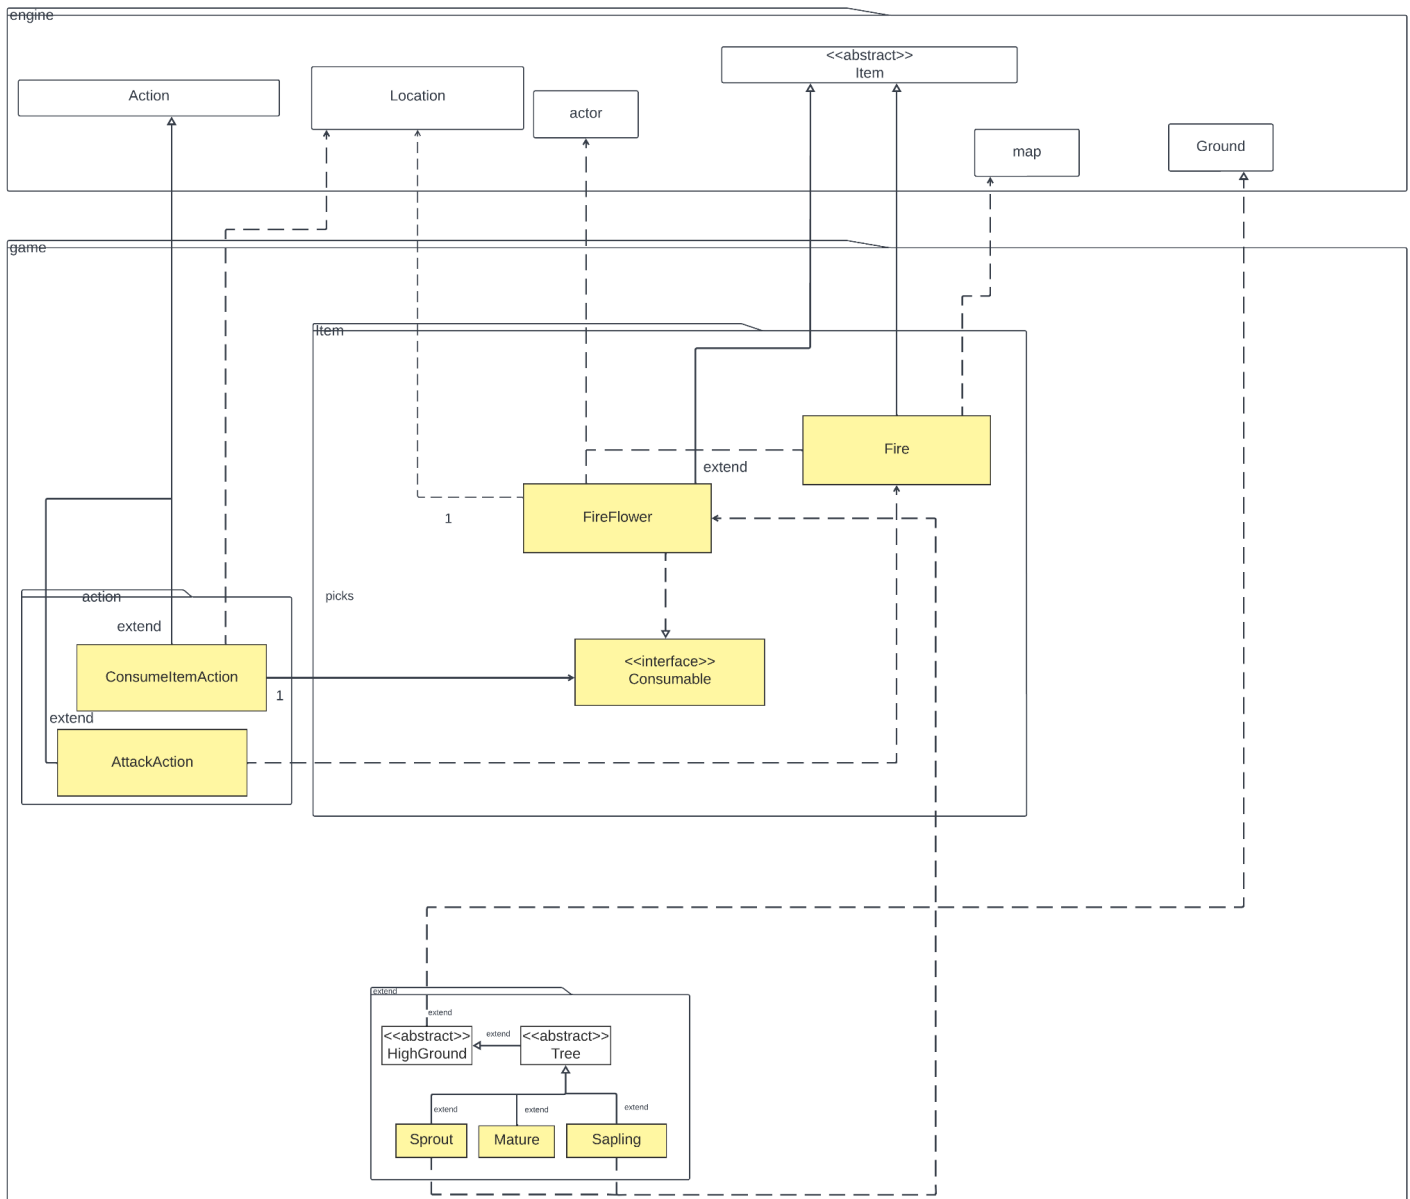 engine
<<abstract>>
Item
Action
Location
actor
map
Ground
game
Item
Fire
extend
FireFlower
1
action
picks
extend
<<interface>>
Consumable
ConsumeItemAction
1
extend
AttackAction
extend
extend
<<abstract>>
HighGround
extend
<<abstract>>
Tree
extend
extend
extend
Sprout
Mature
Sapling